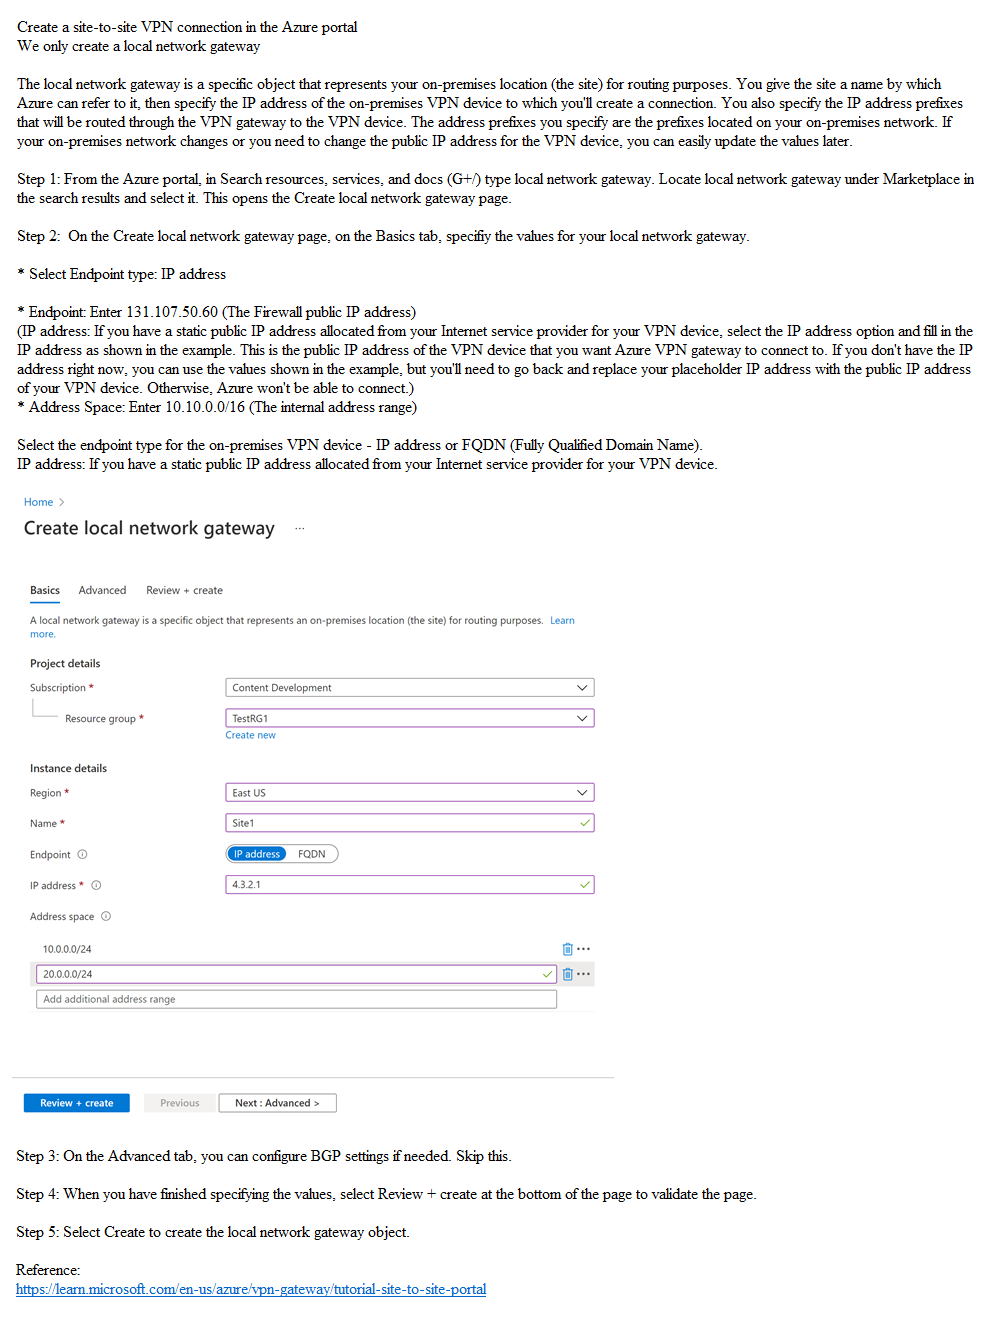 Create a site-to-site VPN connection in the Azure portal
We only create a local network gateway
The local network gateway is a specific object that represents your on-premises location (the site) for routing purposes. You give the site a name by which
Azure can refer to it, then specify the IP address of the on-premises VPN device to which you'll create a connection. You also specify the IP address prefixes
that will be routed through the VPN gateway to the VPN device. The address prefixes you specify are the prefixes located on your on-premises network. If
your on-premises network changes or you need to change the public IP address for the VPN device, you can easily update the values later.
Step 1: From the Azure portal, in Search resources, services, and docs (G+/) type local network gateway. Locate local network gateway under Marketplace in
the search results and select it. This opens the Create local network gateway page.
Step 2: On the Create local network gateway page, on the Basics tab, specifiy the values for your local network gateway.
* Select Endpoint type: IP address
* Endpoint: Enter 131.107.50.60 (The Firewall public IP address)
(IP address: If you have a static public IP address allocated from your Internet service provider for your VPN device, select the IP address option and fill in the
IP address as shown in the example. This is the public IP address of the VPN device that you want Azure VPN gateway to connect to. If you don't have the IP
address right now, you can use the values shown in the example, but you'll need to go back and replace your placeholder IP address with the public IP address
of your VPN device. Otherwise, Azure won't be able to connect.)
* Address Space: Enter 10.10.0.0/16 (The internal address range)
Select the endpoint type for the on-premises VPN device - IP address or FQDN (Fully Qualified Domain Name).
IP address: If you have a static public IP address allocated from your Internet service provider for your VPN device.
Home >
Create local network gateway ...
Basics Advanced Review + create
A local network gateway is a specific object that represents an on-premises location (the site) for routing purposes. Learn
more.
Project details
Subscription * Content Development
Resource group * TestRG1
Create new
Instance details
Region * East US
Name * Site1
Endpoint IP address FQDN
IP address * 4.3.2.1
Address space
10.0.0.0/24
20.0.0.0/24
Add additional address range
Review + create Previous Next : Advanced >
Step 3: On the Advanced tab, you can configure BGP settings if needed. Skip this.
Step 4: When you have finished specifying the values, select Review + create at the bottom of the page to validate the page.
Step 5: Select Create to create the local network gateway object.
Reference:
https://learn.microsoft.com/en-us/azure/vpn-gateway/tutorial-site-to-site-portal